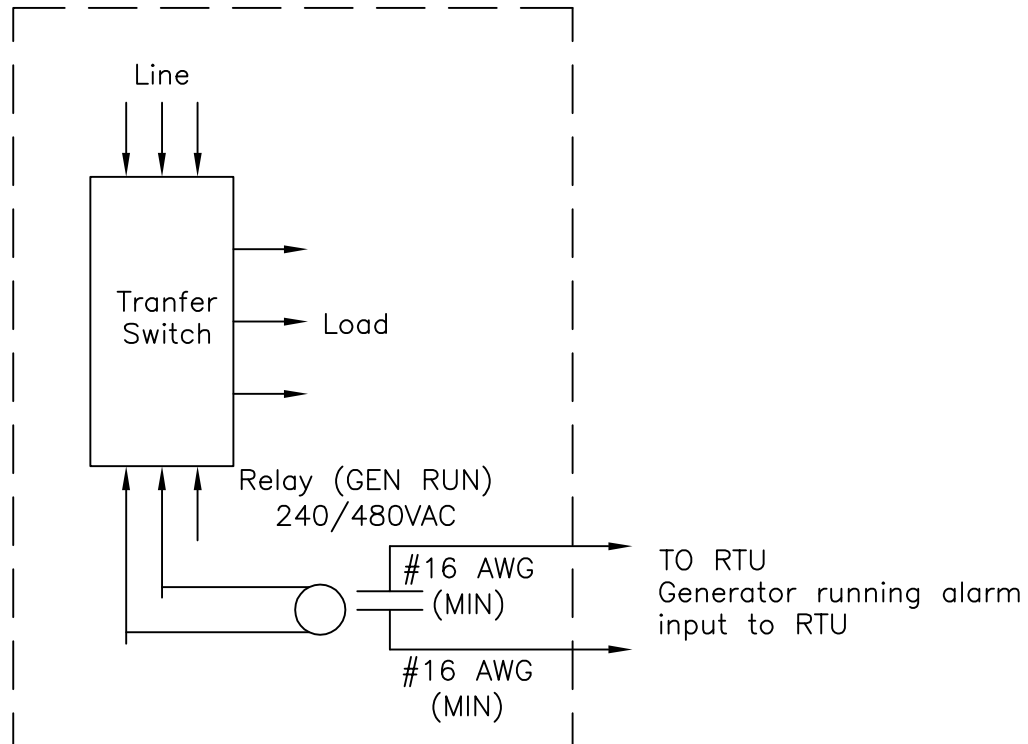 Line
Tranfer
Switch
Load
Relay (GEN RUN)
240/480VAC
#16 AWG
(MIN)
TO RTU
Generator running alarm
input to RTU
#16 AWG
(MIN)